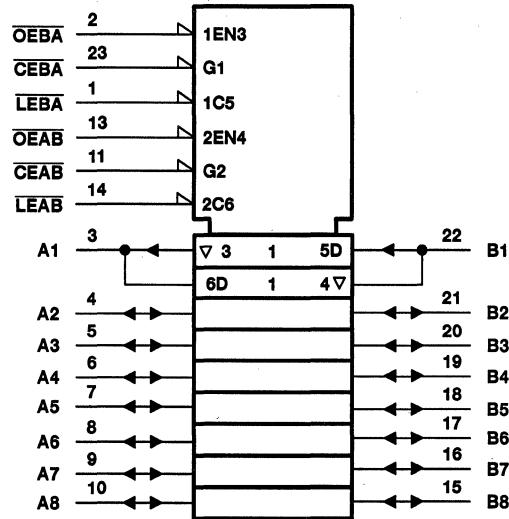 OEBA 2 1EN3
CEBA 23 G1
LEBA 1 1C5
OEAB 13 2EN4
CEAB 11 G2
LEAB 14 2C6
A1 3 ▽ 3 1 5D 22 B1
6D 1 4 ▽
A2 4 21 B2
A3 5 20 B3
A4 6 19 B4
A5 7 18 B5
A6 8 17 B6
A7 9 16 B7
A8 10 15 B8